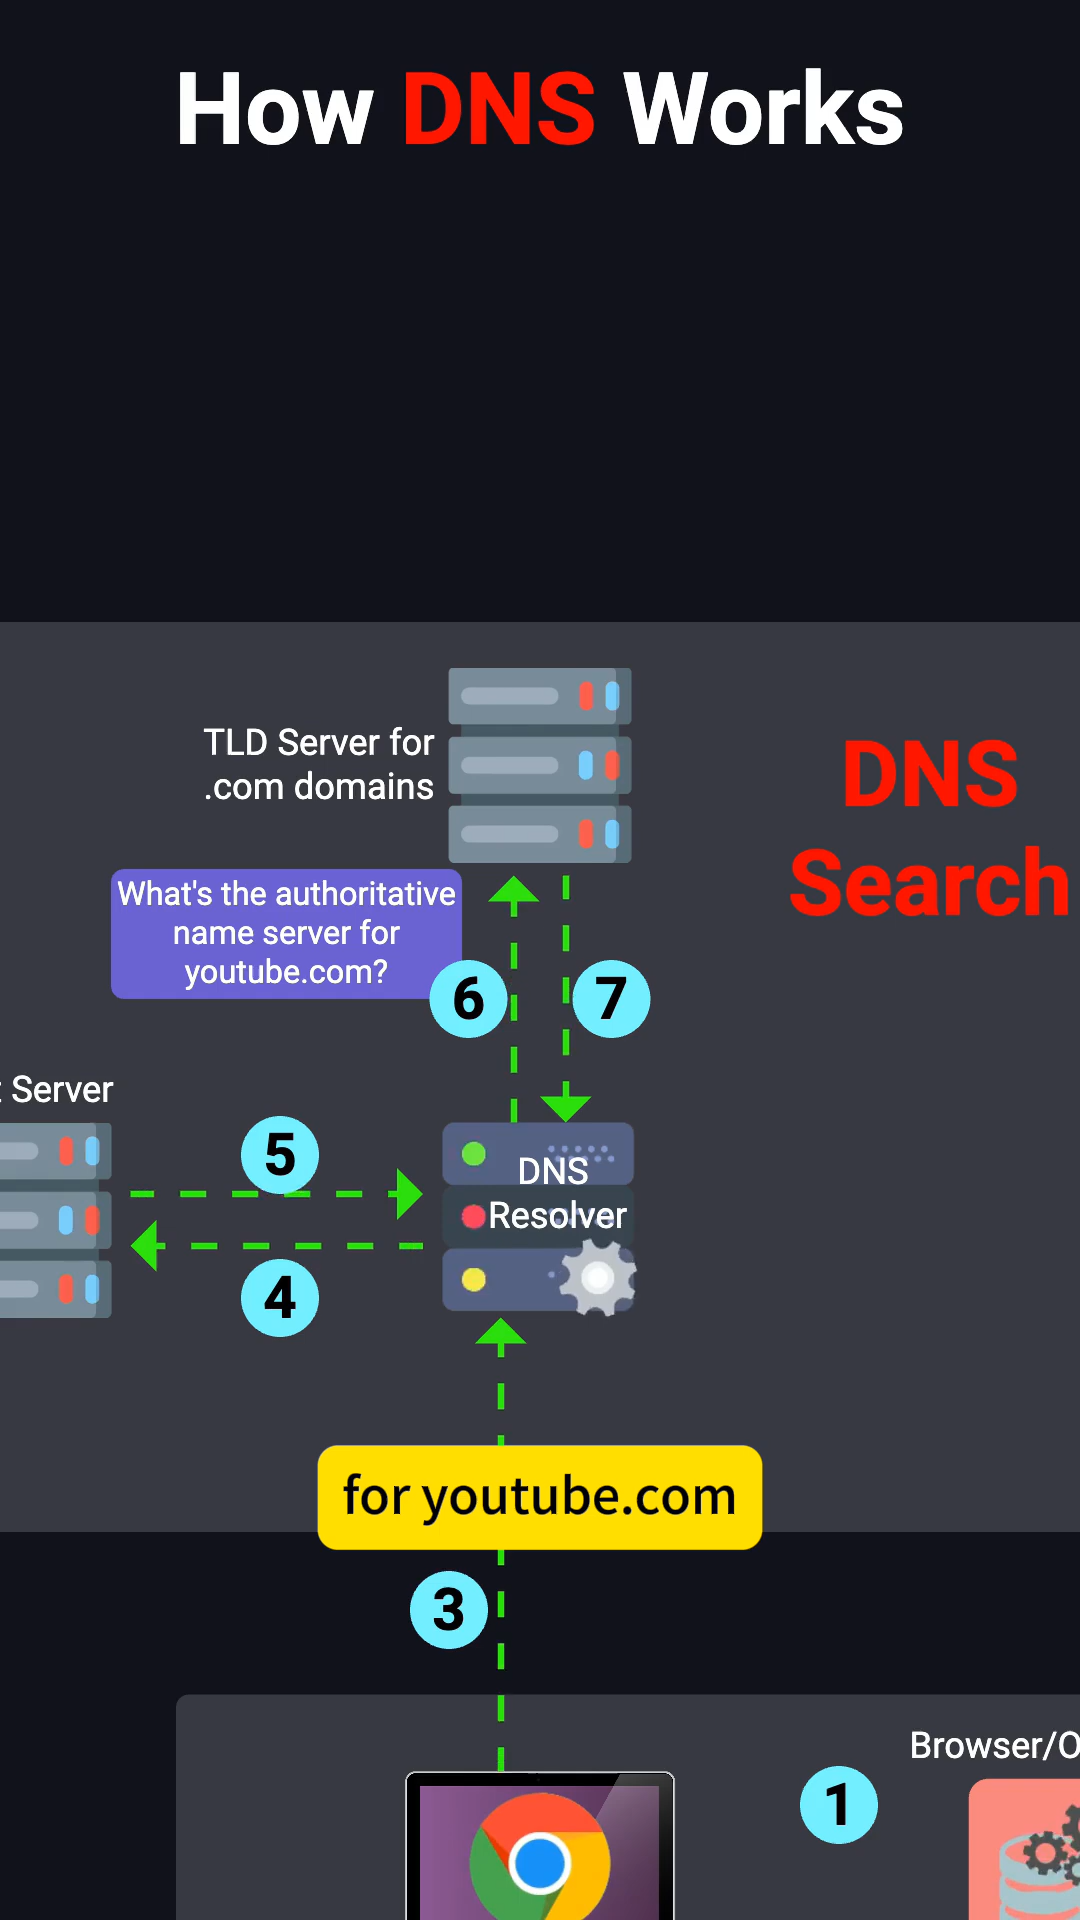 How DNS Works
TLD Server for
.com domains
DNS
Search
What's the authoritative
name server for
youtube.com?
6
7
Server
5
DNS
Resolver
4
for youtube.com
3
Browser/O
1